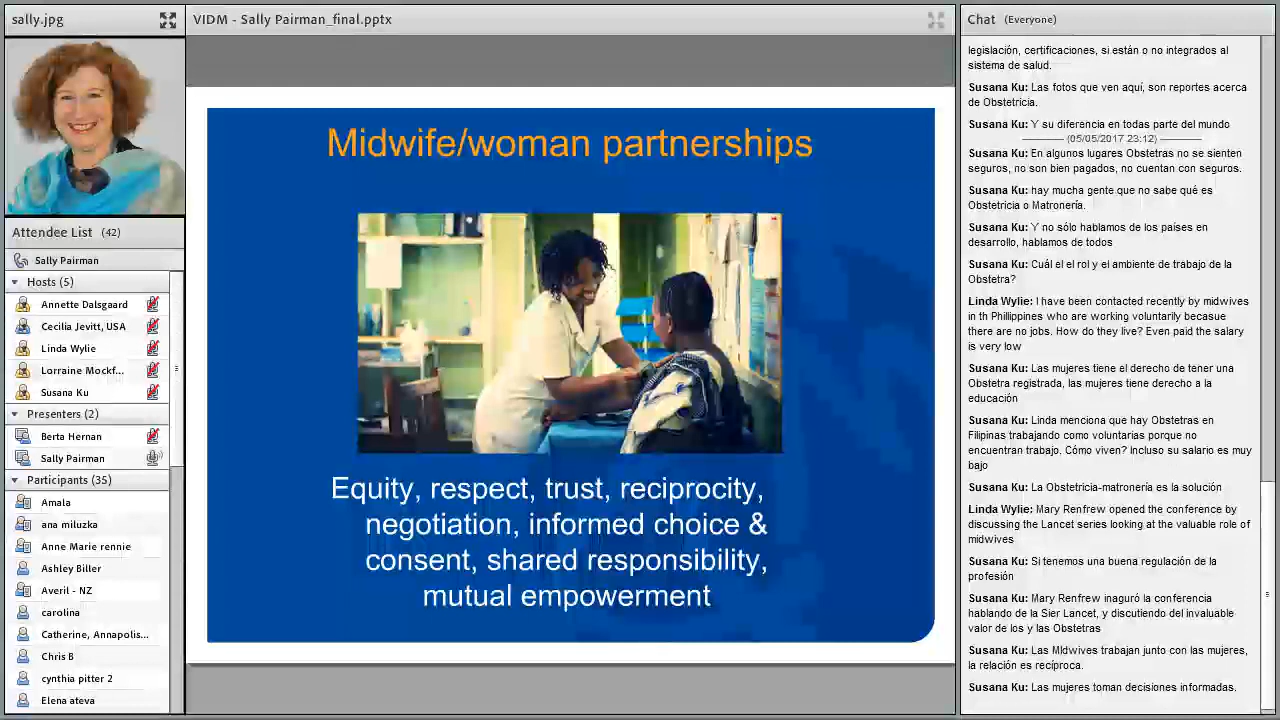 sally.jpg
VIDM - Sally Pairman_final.pptx
Chat (Everyone)
Attendee List (42)
Sally Pairman
Hosts (5)
Annette Dalsgaard
Cecilia Jevitt, USA
Linda Wylie
Lorraine Mockf...
Susana Ku
Presenters (2)
Berta Hernan
Sally Pairman
Participants (35)
Amala
ana miluzka
Anne Marie rennie
Ashley Biller
Averil - NZ
carolina
Catherine, Annapolis...
Chris B
cynthia pitter 2
Elena ateva
Midwife/woman partnerships
Equity, respect, trust, reciprocity,
negotiation, informed choice &
consent, shared responsibility,
mutual empowerment
legislación, certificaciones, si están o no integrados al
sistema de salud.
Susana Ku: Las fotos que ven aquí, son reportes acerca
de Obstetricia.
Susana Ku: Y su diferencia en todas parte del mundo
(05/05/2017 23:12)
Susana Ku: En algunos lugares Obstetras no se sienten
seguros, no son bien pagados, no cuentan con seguros.
Susana Ku: hay mucha gente que no sabe qué es
Obstetricia o Matronería.
Susana Ku: Y no sólo hablamos de los países en
desarrollo, hablamos de todos
Susana Ku: Cuál el el rol y el ambiente de trabajo de la
Obstetra?
Linda Wylie: I have been contacted recently by midwives
in th Phillippines who are working voluntarily becasue
there are no jobs. How do they live? Even paid the salary
is very low
Susana Ku: Las mujeres tiene el derecho de tener una
Obstetra registrada, las mujeres tiene derecho a la
educación
Susana Ku: Linda menciona que hay Obstetras en
Filipinas trabajando como voluntarias porque no
encuentran trabajo. Cómo viven? Incluso su salario es muy
bajo
Susana Ku: La Obstetricia-matronería es la solución
Linda Wylie: Mary Renfrew opened the conference by
discussing the Lancet series looking at the valuable role of
midwives
Susana Ku: Si tenemos una buena regulación de la
profesión
Susana Ku: Mary Renfrew inaguró la conferencia
hablando de la Sier Lancet, y discutiendo del invaluable
valor de los y las Obstetras
Susana Ku: Las MIdwives trabajan junto con las mujeres,
la relación es recíproca.
Susana Ku: Las mujeres toman decisiones informadas.